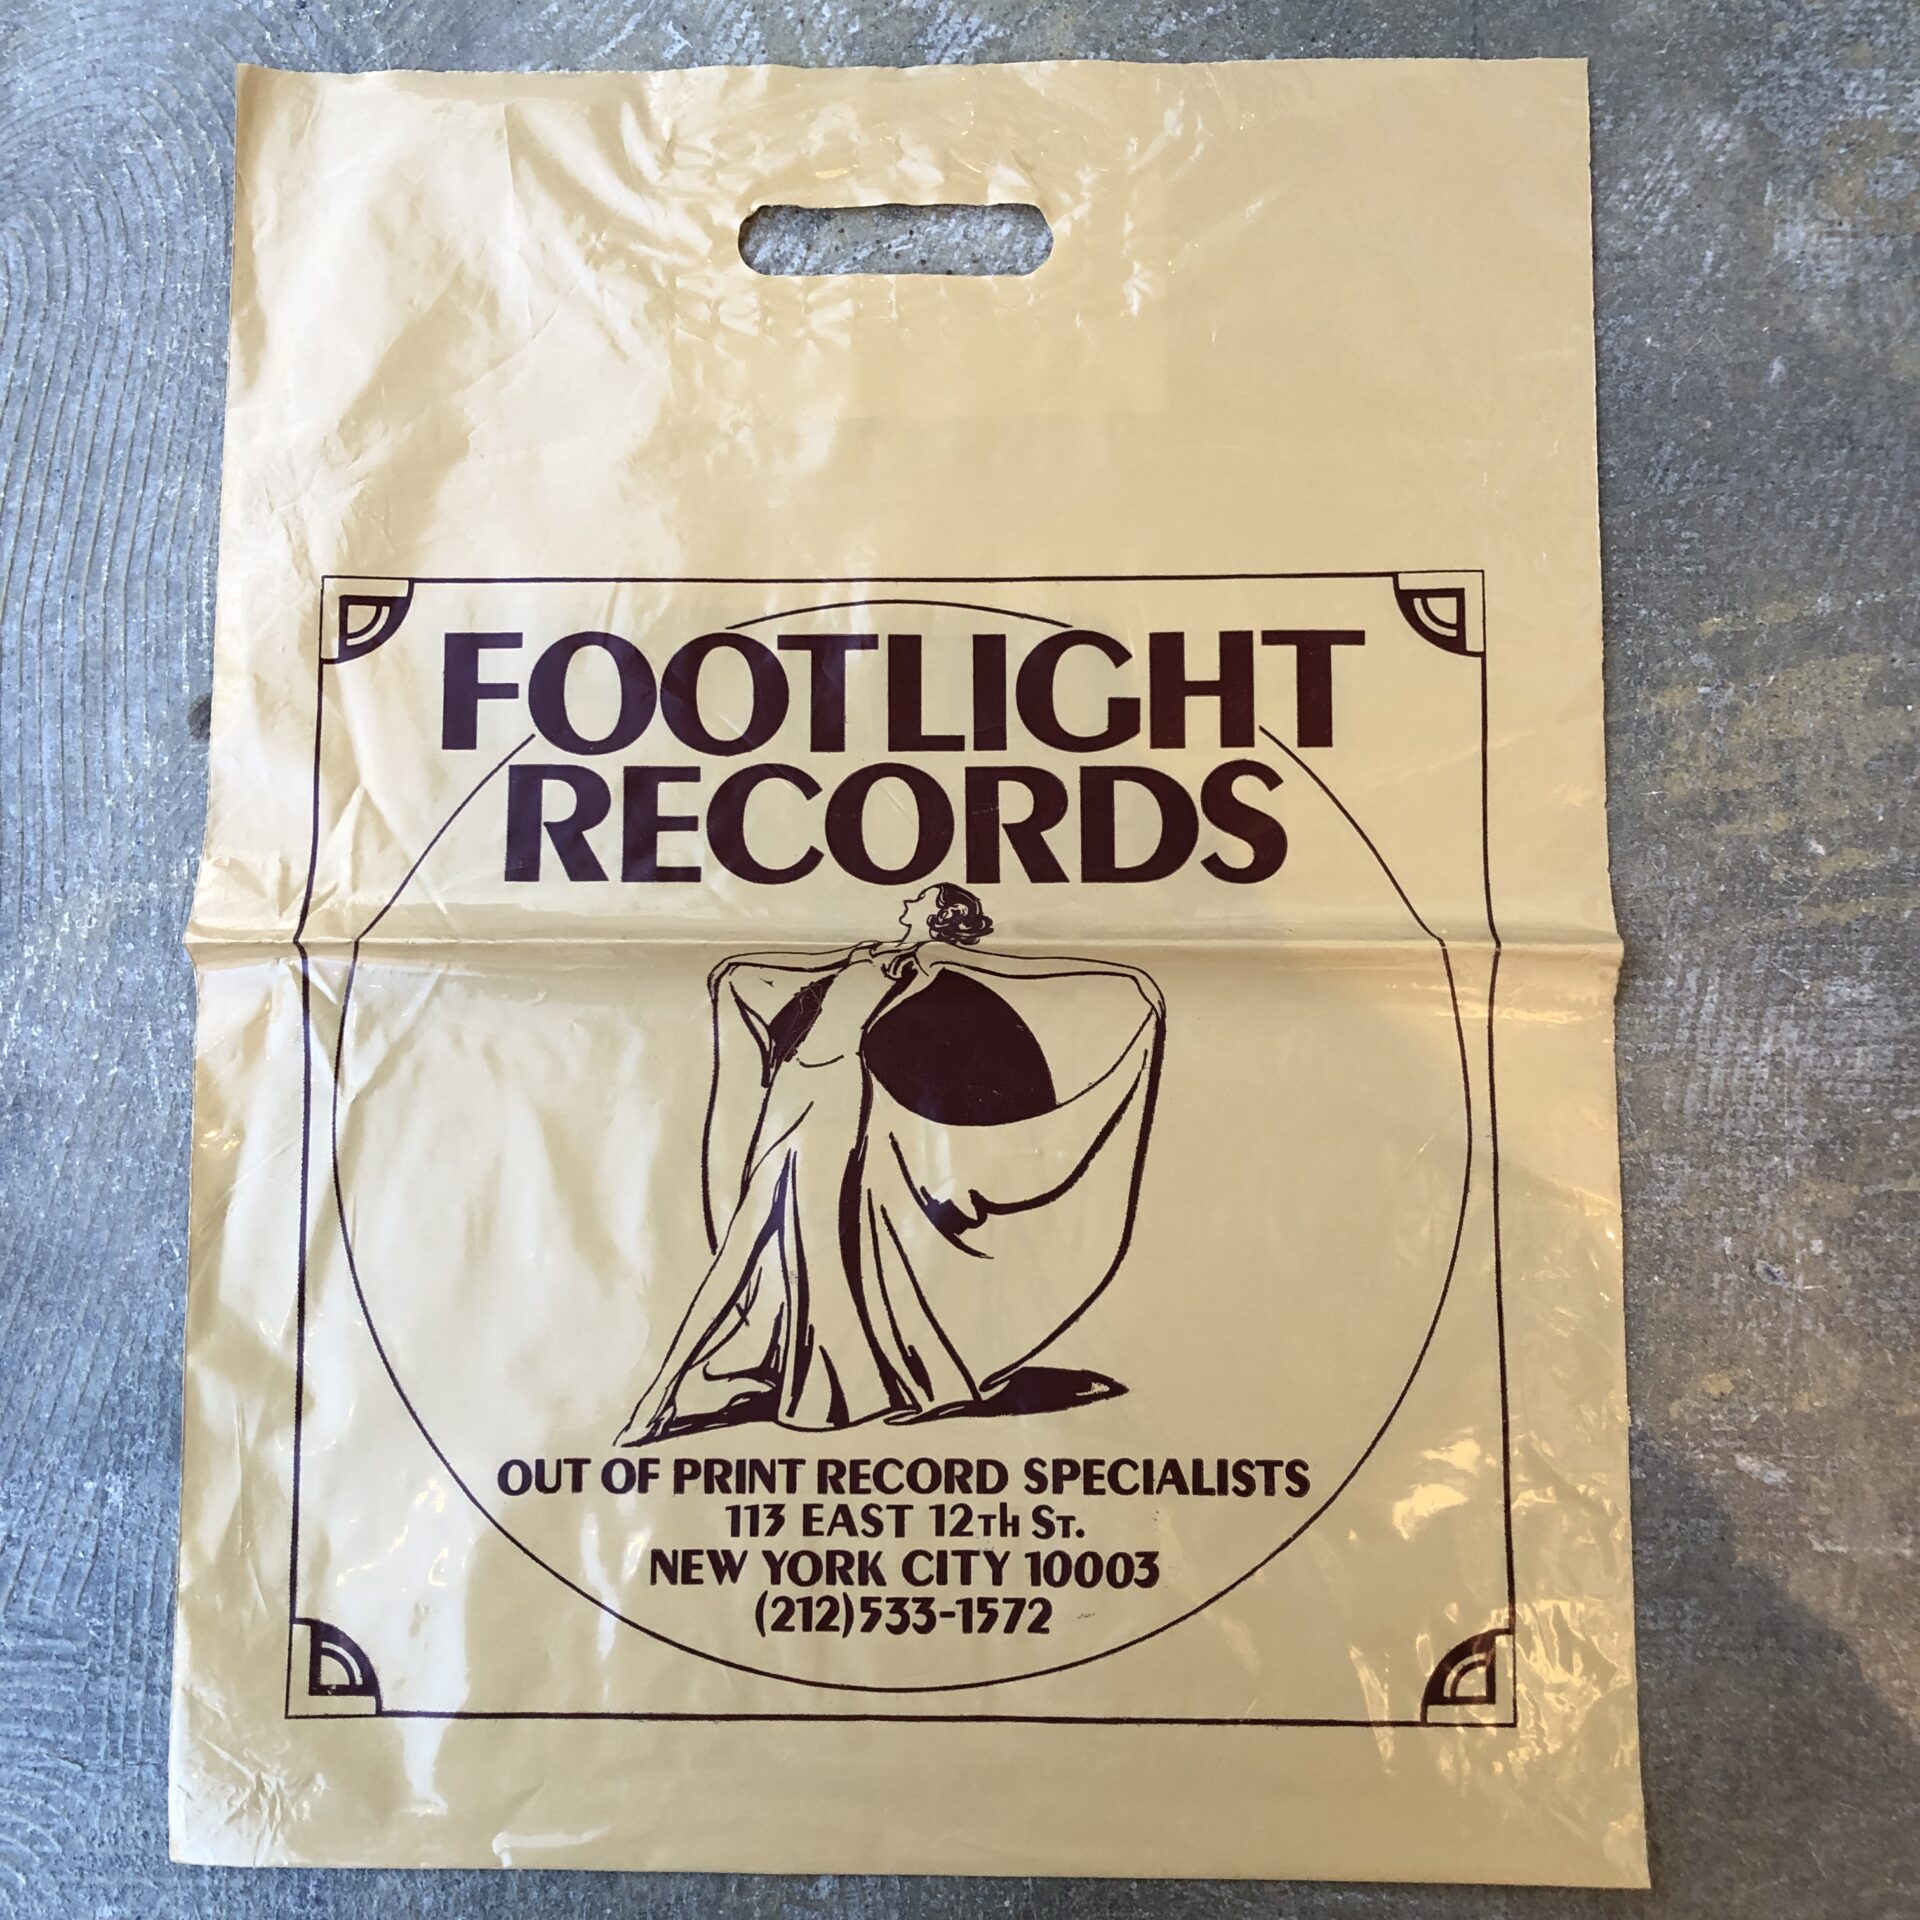 FOOTLIGHT
RECORDS
OUT OF PRINT RECORD SPECIALISTS
113 EAST 12Th ST.
NEW YORK CITY 10003
(212)533-1572